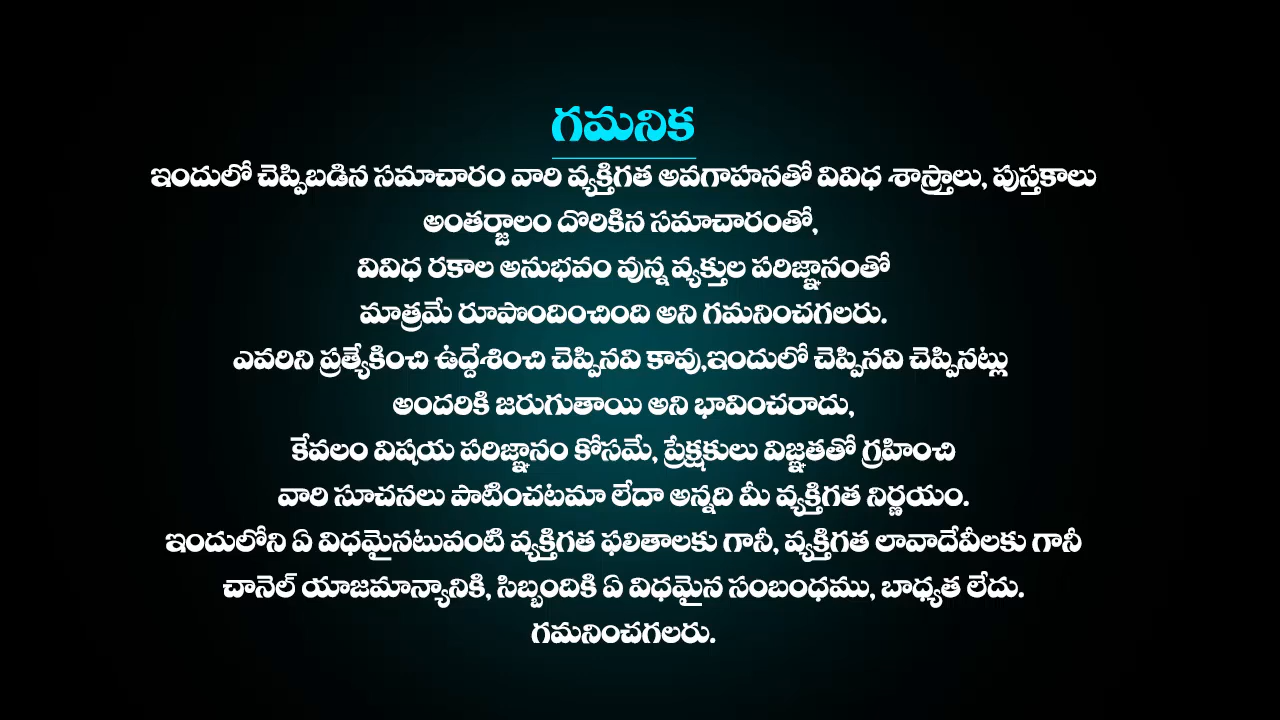 గమనిక
ఇందులో చెప్పిబడిన సమాచారం వారి వ్యక్తిగత అవగాహనతో వివిధ శాస్త్రాలు, పుస్తకాలు
అంతర్జాలం దొరికిన సమాచారంతో,
వివిధ రకాల అనుభవం వున్న వ్యక్తుల పరిజ్ఞానంతో
మాత్రమే రూపొందించింది అని గమనించగలరు.
ఎవరిని ప్రత్యేకించి ఉద్దేశించి చెప్పినవి కావు,ఇందులో చెప్పినవి చెప్పినట్లు
అందరికి జరుగుతాయి అని భావించరాదు,
కేవలం విషయ పరిజ్ఞానం కోసమే, ప్రేక్షకులు విజ్ఞతతో గ్రహించి
వారి సూచనలు పాటించటమా లేదా అన్నది మీ వ్యక్తిగత నిర్ణయం.
ఇందులోని ఏ విధమైనటువంటి వ్యక్తిగత ఫలితాలకు గానీ, వ్యక్తిగత లావాదేవీలకు గానీ
చానెల్ యాజమాన్యానికి, సిబ్బందికి ఏ విధమైన సంబంధము, బాధ్యత లేదు.
గమనించగలరు.